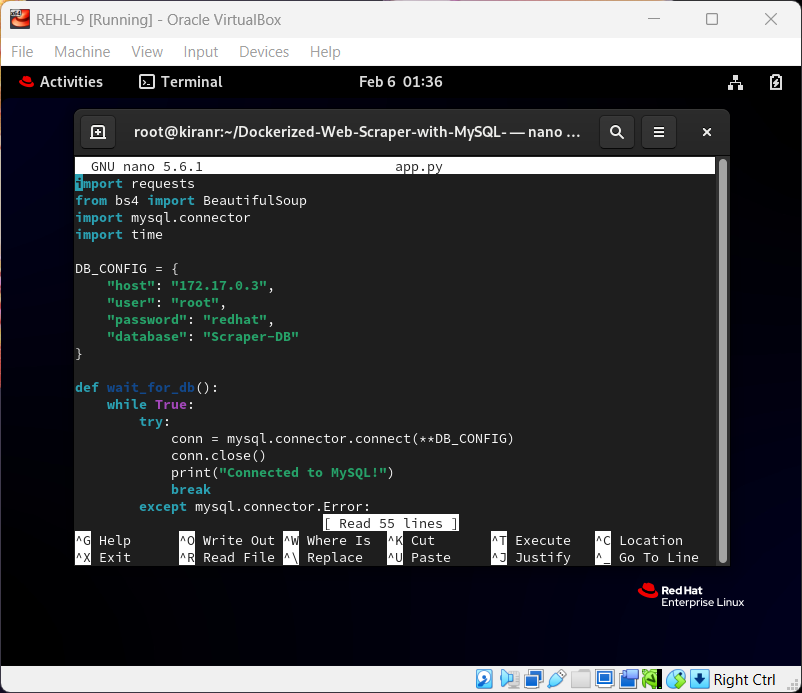 REHL-9 [Running] - Oracle VirtualBox
File Machine View Input Devices Help
Activities Terminal Feb 6 01:36
root@kiranr:~/Dockerized-Web-Scraper-with-MySQL- — nano ...
GNU nano 5.6.1 app.py
import requests
from bs4 import BeautifulSoup
import mysql.connector
import time
DB_CONFIG = {
    "host": "172.17.0.3",
    "user": "root",
    "password": "redhat",
    "database": "Scraper-DB"
}
def wait_for_db():
    while True:
        try:
            conn = mysql.connector.connect(**DB_CONFIG)
            conn.close()
            print("Connected to MySQL!")
            break
        except mysql.connector.Error:
[ Read 55 lines ]
^G Help ^O Write Out ^W Where Is ^K Cut ^T Execute ^C Location
^X Exit ^R Read File ^\ Replace ^U Paste ^J Justify ^_ Go To Line
Red Hat
Enterprise Linux
Right Ctrl